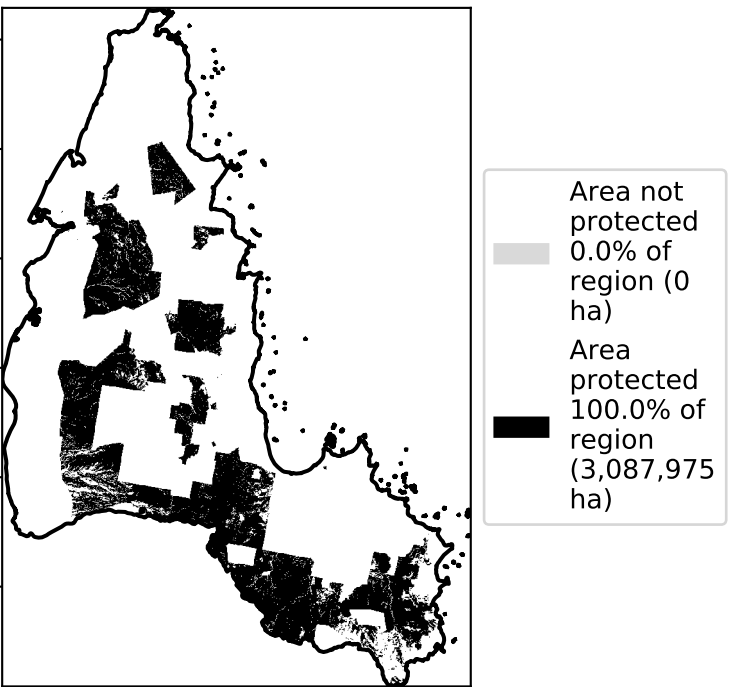 Area not
protected
0.0% of
region (0
ha)
Area
protected
100.0% of
region
(3,087,975
ha)